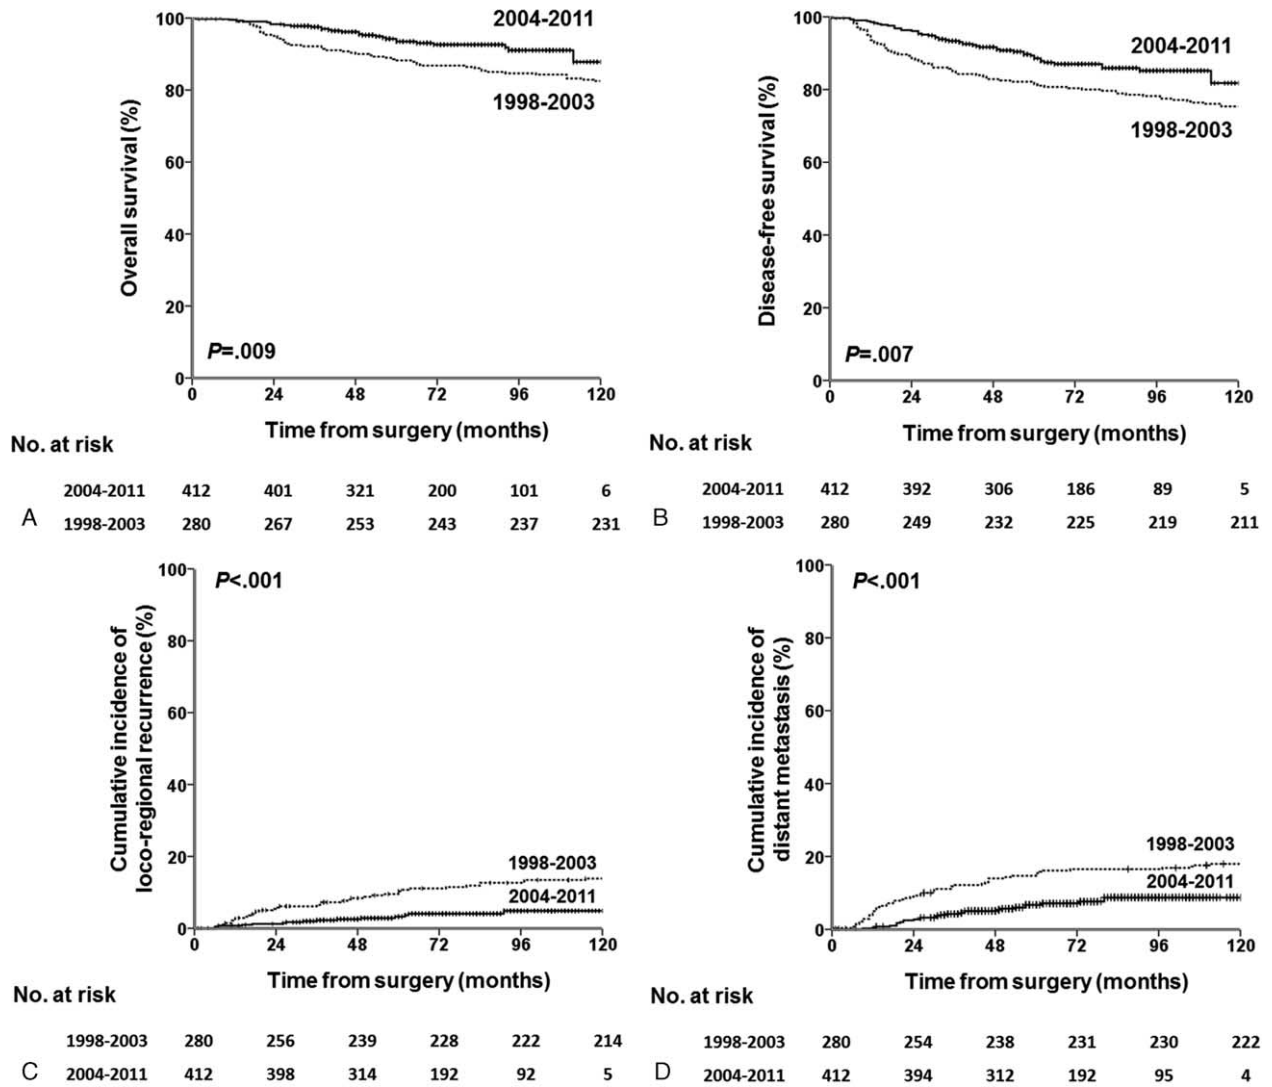 100
80
60
40
20
0
Overall survival (%)
2004-2011
1998-2003
P=.009
0 24 48 72 96 120
Time from surgery (months)
No. at risk
2004-2011 412 401 321 200 101 6
1998-2003 280 267 253 243 237 231
A
100
80
60
40
20
0
Disease-free survival (%)
2004-2011
1998-2003
P=.007
0 24 48 72 96 120
Time from surgery (months)
No. at risk
2004-2011 412 392 306 186 89 5
1998-2003 280 249 232 225 219 211
B
100
80
60
40
20
0
Cumulative incidence of
loco-regional recurrence (%)
P<.001
1998-2003
2004-2011
0 24 48 72 96 120
Time from surgery (months)
No. at risk
1998-2003 280 256 239 228 222 214
2004-2011 412 398 314 192 92 5
C
100
80
60
40
20
0
Cumulative incidence of
distant metastasis (%)
P<.001
1998-2003
2004-2011
0 24 48 72 96 120
Time from surgery (months)
No. at risk
1998-2003 280 254 238 231 230 222
2004-2011 412 394 312 192 95 4
D